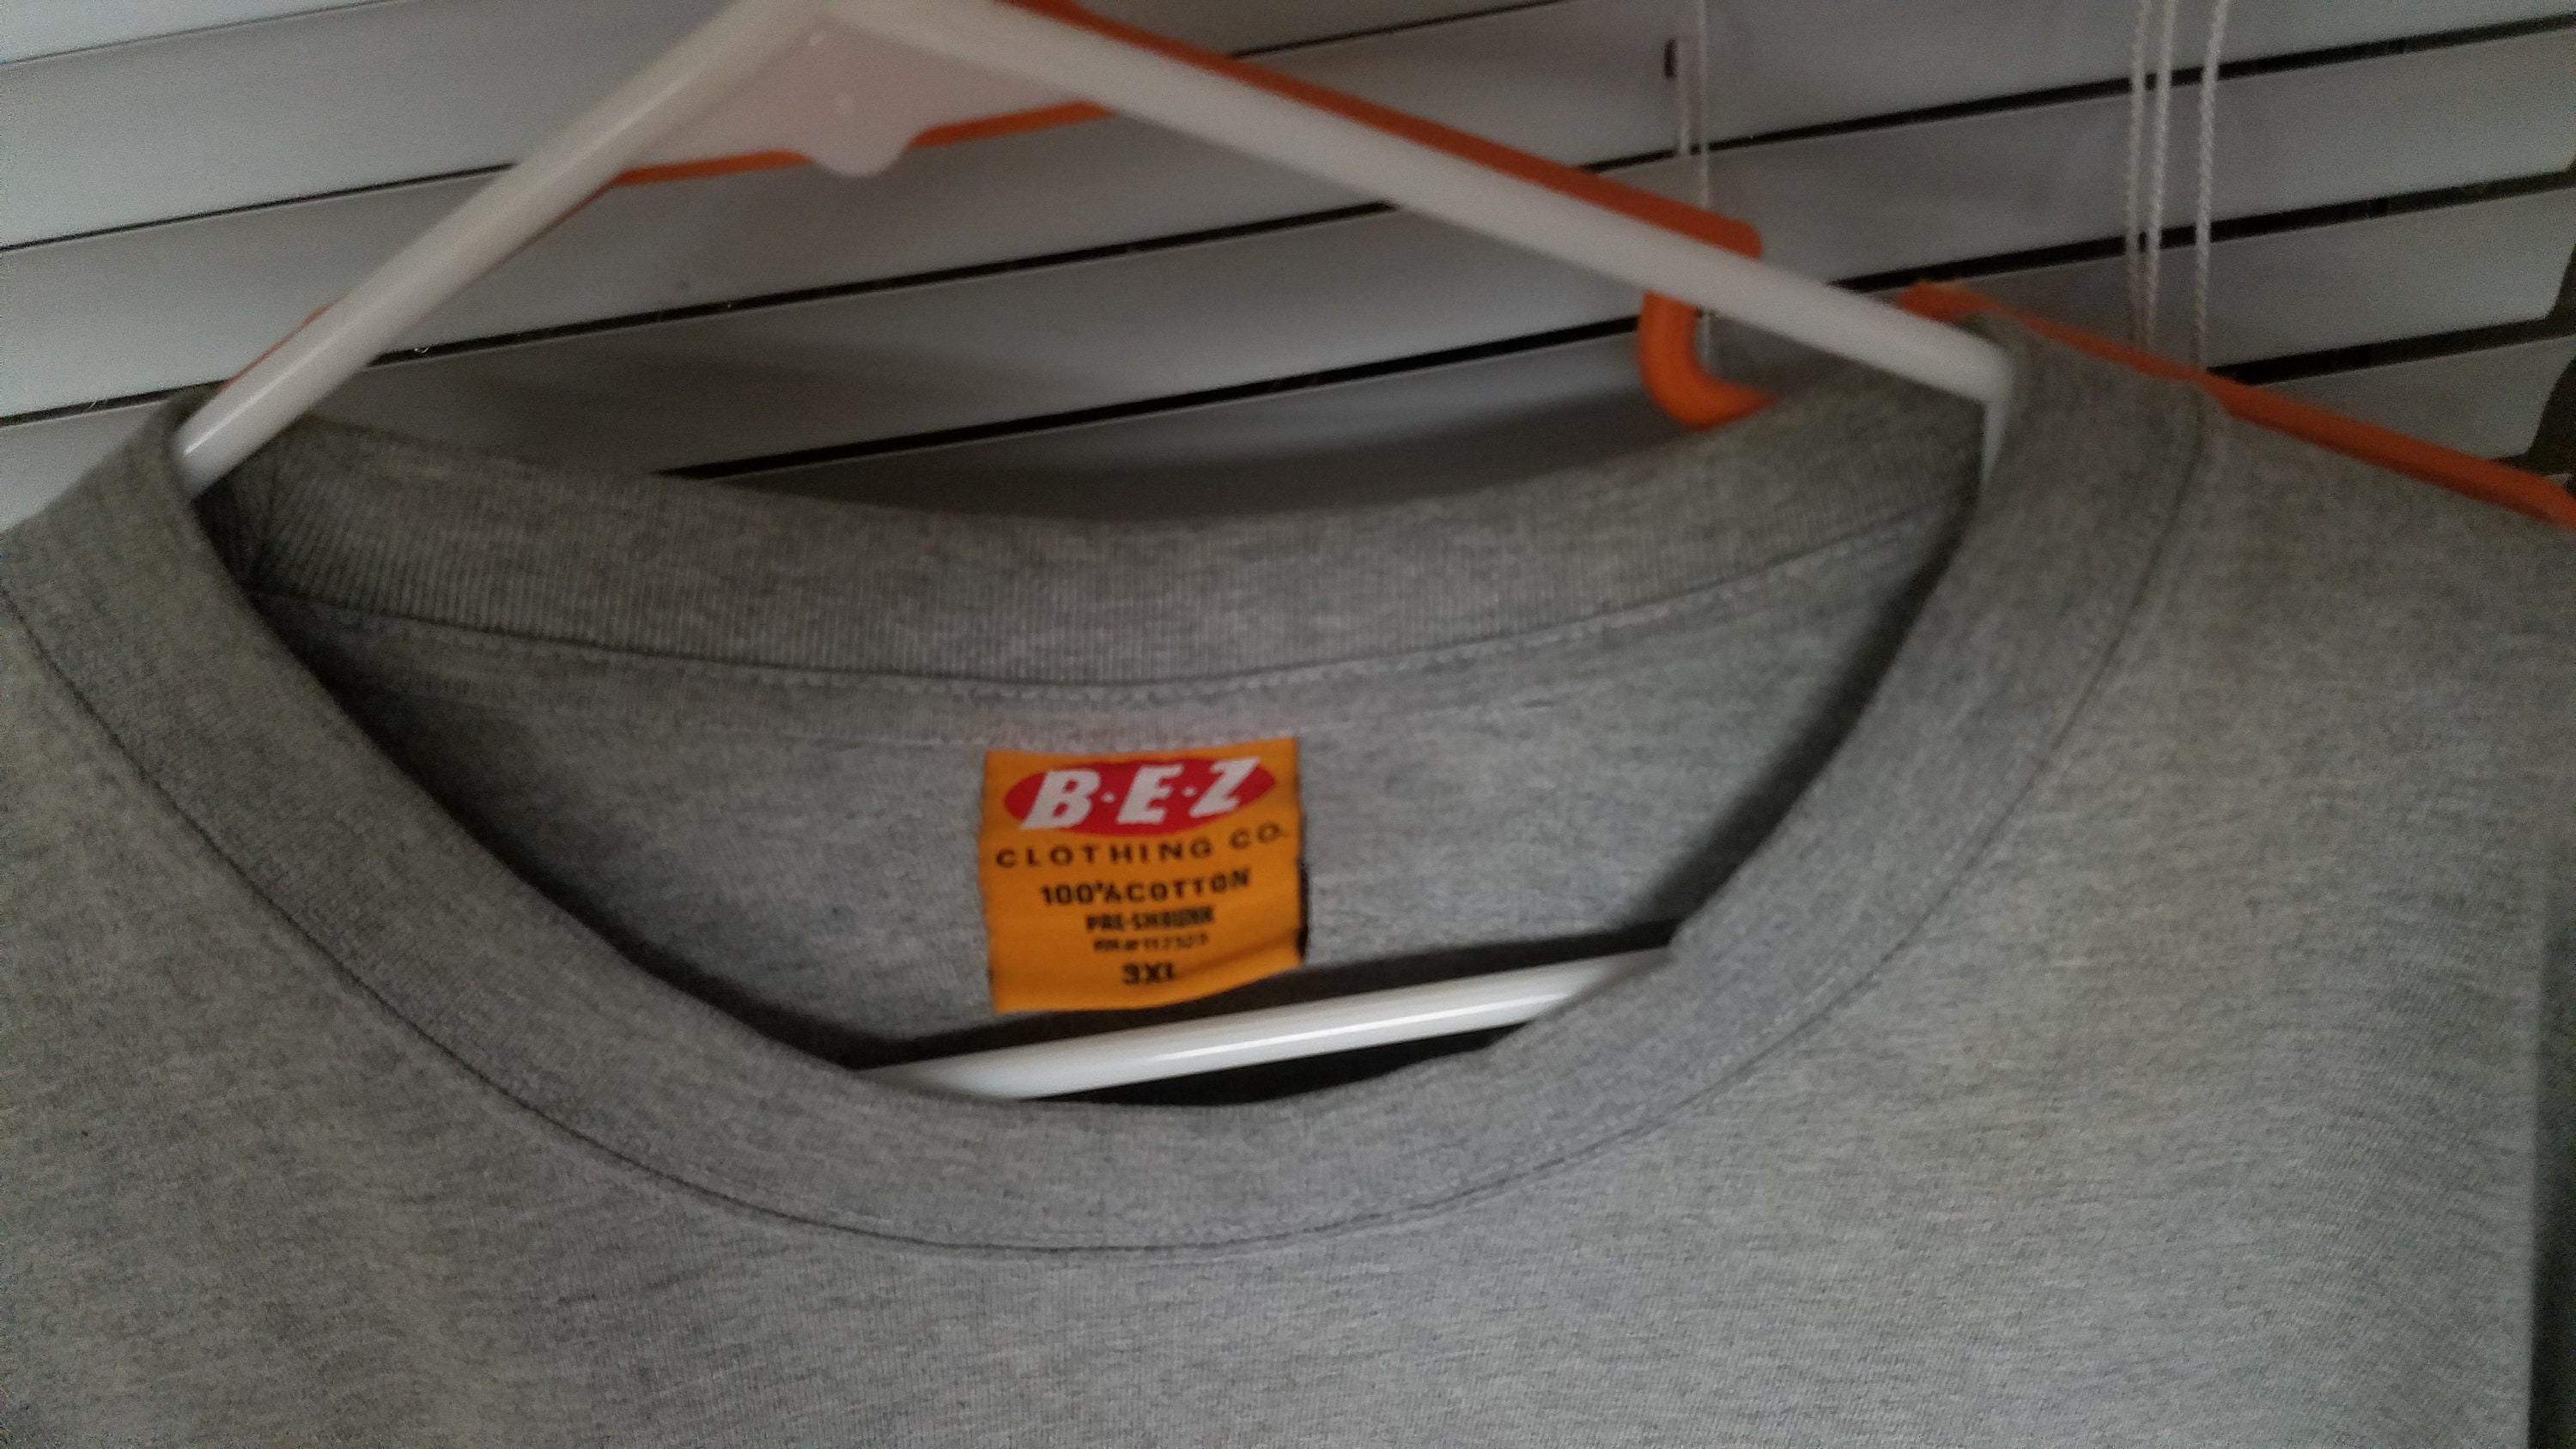 B·E·Z
CLOTHING CO.
100% COTTON
PRE-SHRUNK
3XL